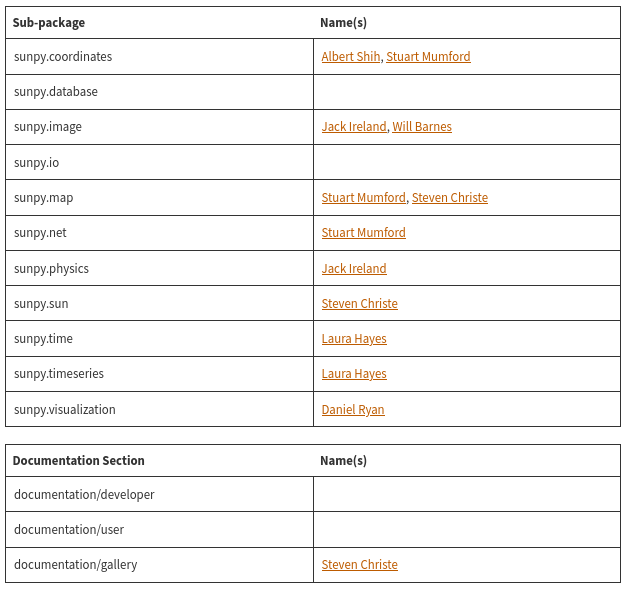 Sub-package Name(s)
sunpy.coordinates Albert Shih, Stuart Mumford
sunpy.database
sunpy.image Jack Ireland, Will Barnes
sunpy.io
sunpy.map Stuart Mumford, Steven Christe
sunpy.net Stuart Mumford
sunpy.physics Jack Ireland
sunpy.sun Steven Christe
sunpy.time Laura Hayes
sunpy.timeseries Laura Hayes
sunpy.visualization Daniel Ryan
Documentation Section Name(s)
documentation/developer
documentation/user
documentation/gallery Steven Christe